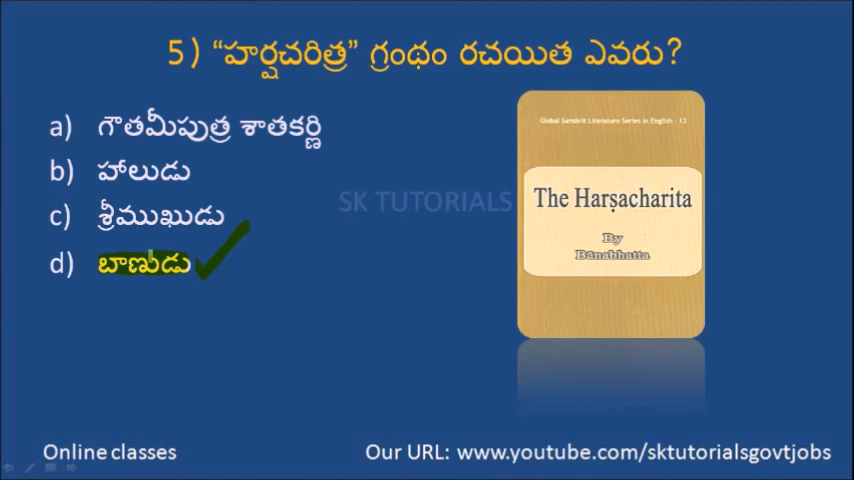 5) “హర్షచరిత్ర” గ్రంథం రచయిత ఎవరు?
a) గౌతమీపుత్ర శాతకర్ణి
b) హాలుడు
c) శ్రీముఖుడు
d) బాణుడు
SK TUTORIALS
Global Sanskrit Literature Series in English - 12
The Harṣacharita
By
Bānabhatta
Online classes
Our URL: www.youtube.com/sktutorialsgovtjobs